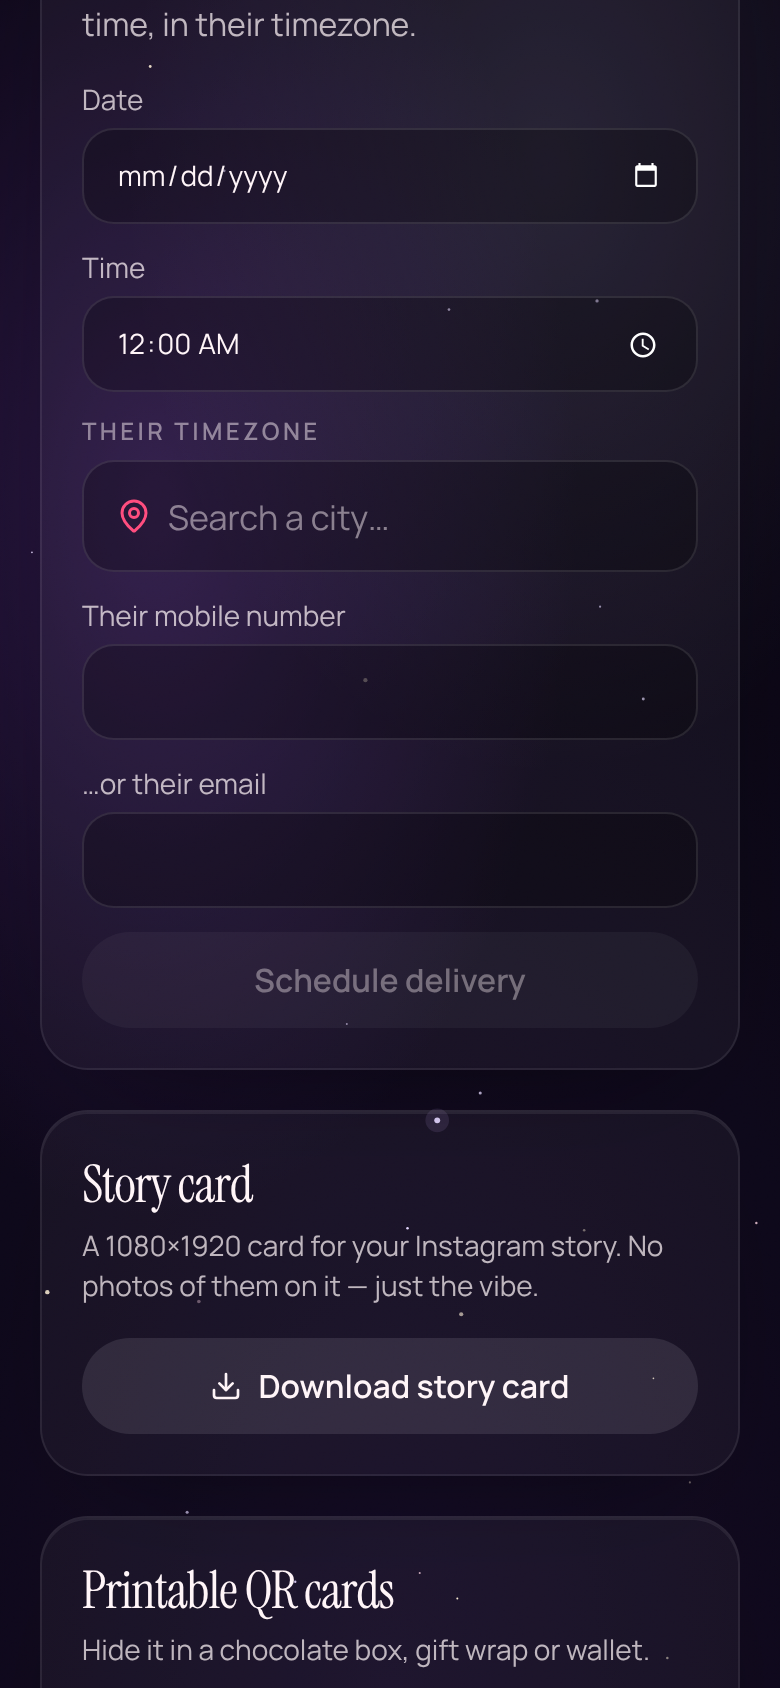 time, in their timezone.
Date
mm/dd/yyyy
Time
12:00 AM
THEIR TIMEZONE
Search a city…
Their mobile number
…or their email
Schedule delivery
Story card
A 1080×1920 card for your Instagram story. No
photos of them on it — just the vibe.
Download story card
Printable QR cards
Hide it in a chocolate box, gift wrap or wallet.